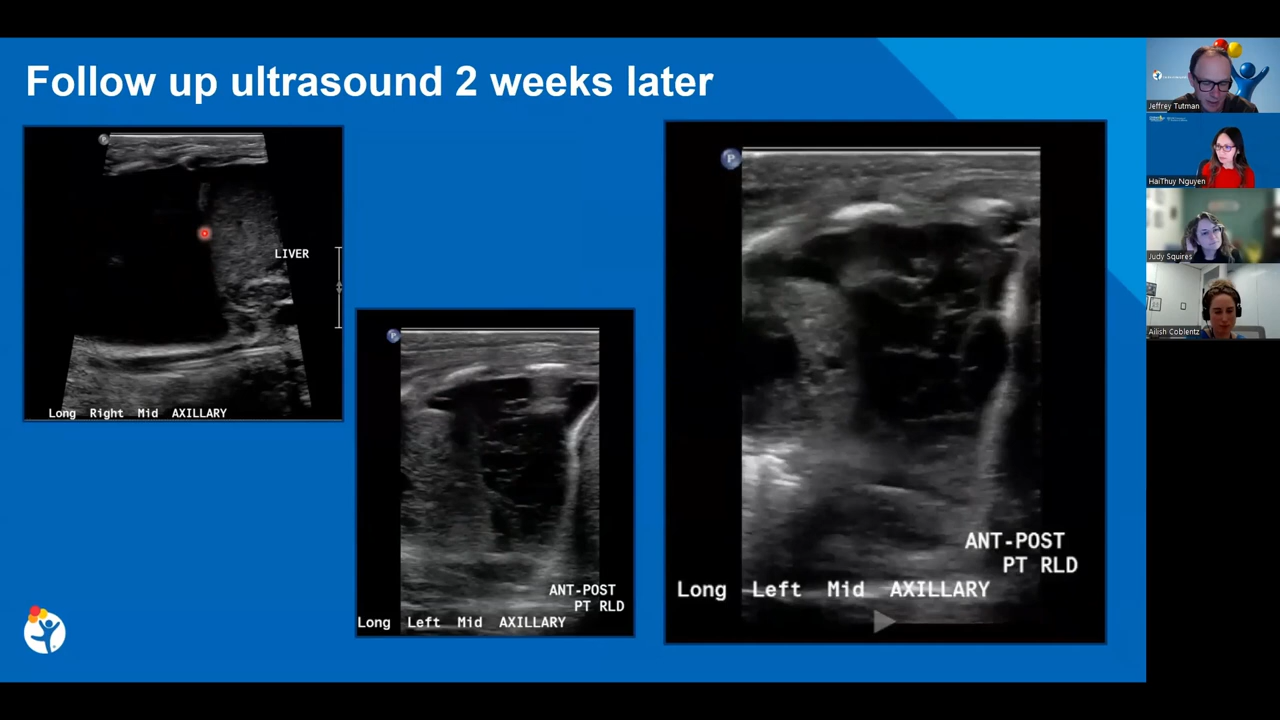 Follow up ultrasound 2 weeks later
P
LIVER
Long Right Mid AXILLARY
P
ANT-POST
PT RLD
Long Left Mid AXILLARY
P
ANT-POST
PT RLD
Long Left Mid AXILLARY
Jeffrey Tutman
HaiThuy Nguyen
Judy Squires
Ailish Coblentz